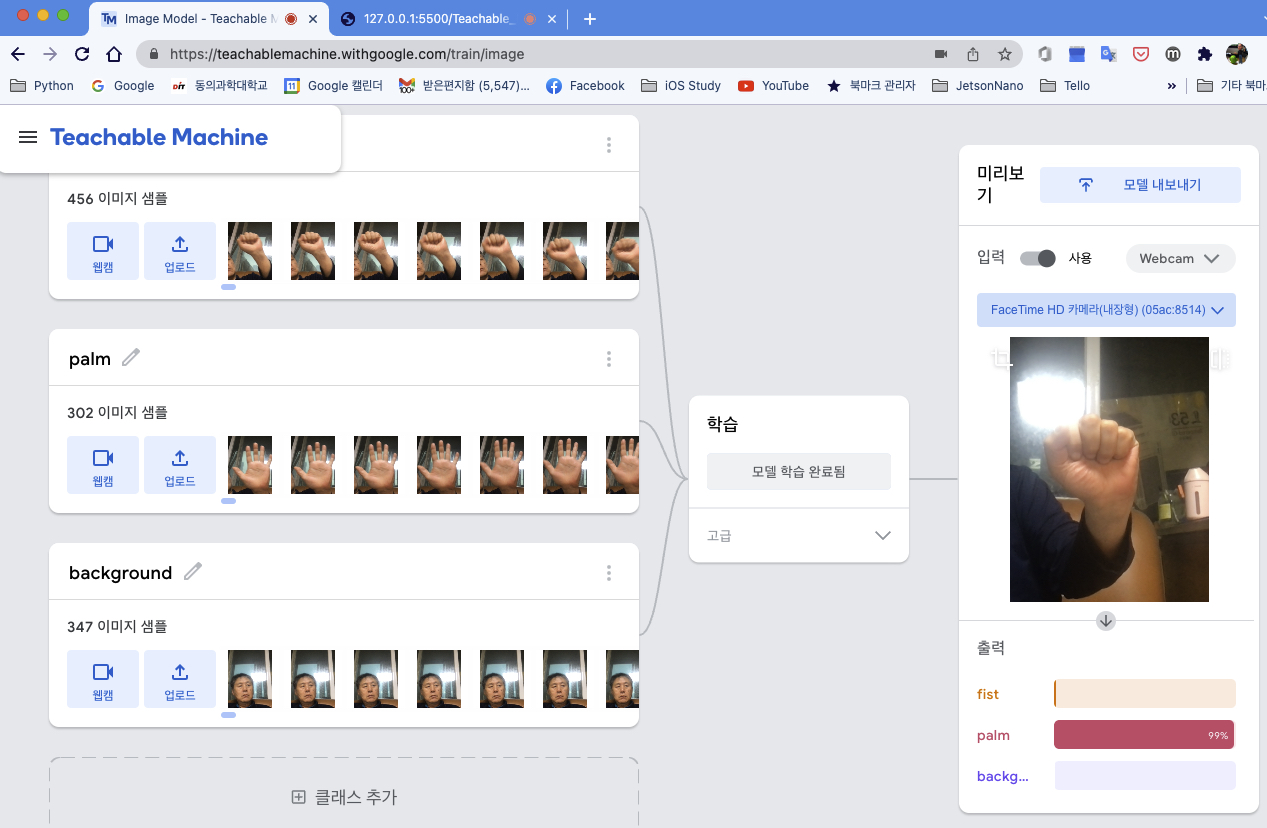 Image Model - Teachable M
127.0.0.1:5500/Teachable_
https://teachablemachine.withgoogle.com/train/image
Python
Google
동의과학대학교
Google 캘린더
받은편지함 (5,547)...
Facebook
iOS Study
YouTube
북마크 관리자
JetsonNano
Tello
»
기타 북마
Teachable Machine
456 이미지 샘플
웹캠
업로드
palm
302 이미지 샘플
웹캠
업로드
background
347 이미지 샘플
웹캠
업로드
클래스 추가
학습
모델 학습 완료됨
고급
미리보
기
모델 내보내기
입력
사용
Webcam
FaceTime HD 카메라(내장형) (05ac:8514)
출력
fist
palm
99%
backg...